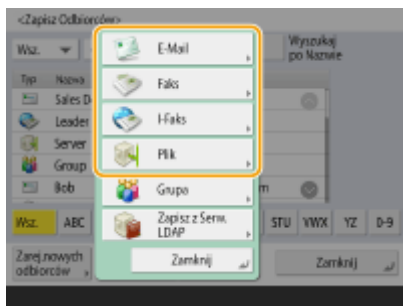 <Zapisz Odbiorców>
Wsz.
Wyszukaj
po Nazwie
Typ Nazwa
Sales D
Leader
Server
Group
Bob
E-Mail
Faks
I-Faks
Plik
Grupa
Zapisz z Serw.
LDAP
Zamknij
m
Wsz. ABC STU VWX YZ 0-9
Zarej.nowych
odbiorców
Zamknij